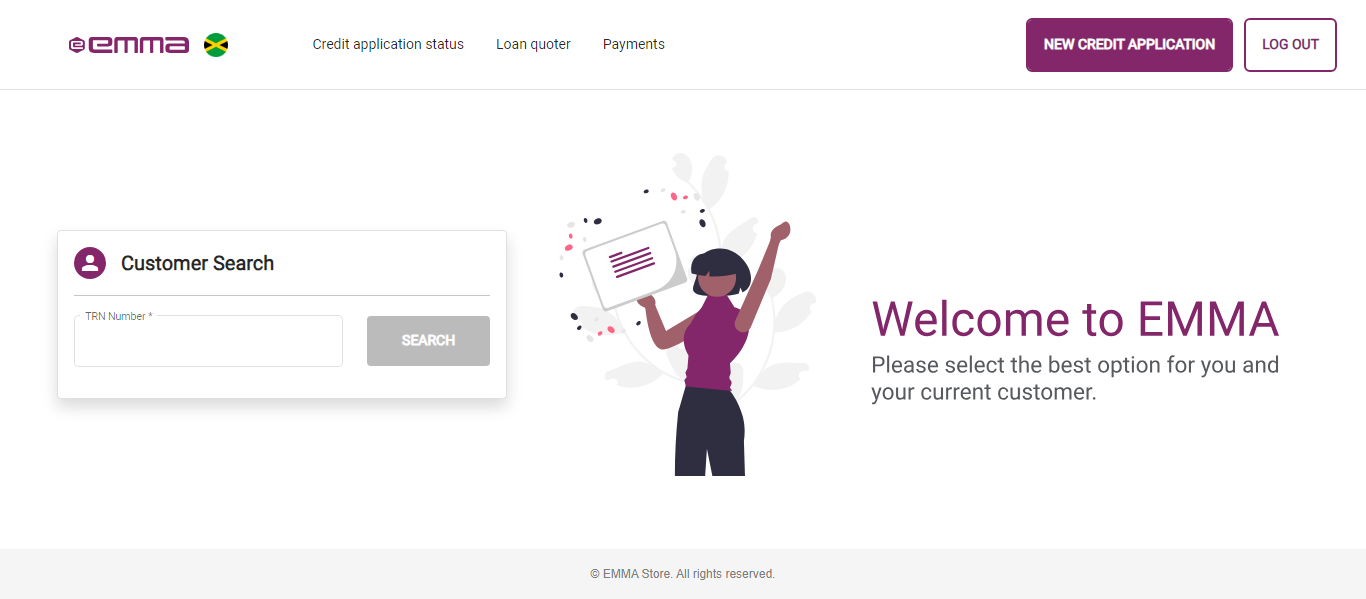 emma
Credit application status
Loan quoter
Payments
NEW CREDIT APPLICATION
LOG OUT
Customer Search
TRN Number *
SEARCH
Welcome to EMMA
Please select the best option for you and
your current customer.
© EMMA Store. All rights reserved.